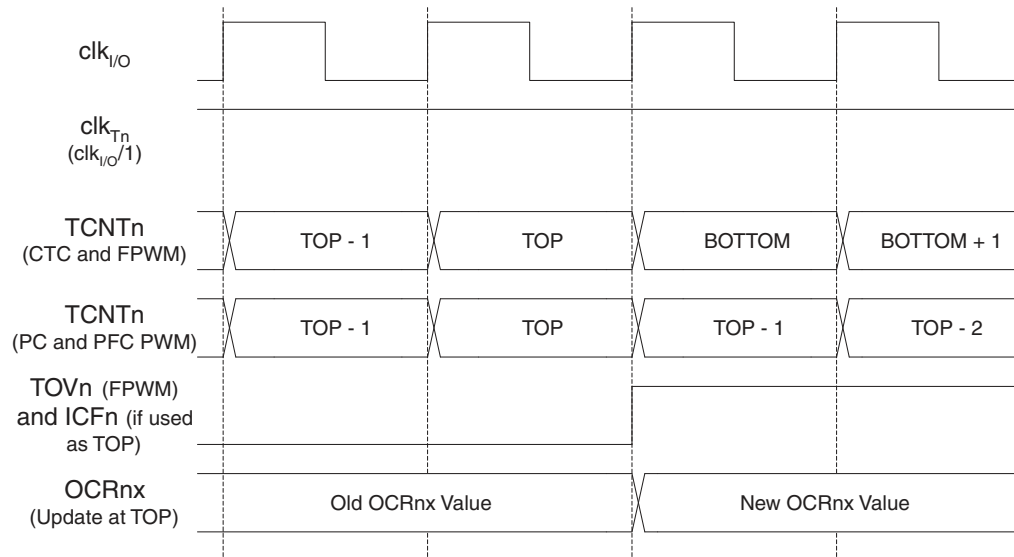 clkI/O
clkTn
(clkI/O/1)
TCNTn
(CTC and FPWM)
TOP - 1
TOP
BOTTOM
BOTTOM + 1
TCNTn
(PC and PFC PWM)
TOP - 1
TOP
TOP - 1
TOP - 2
TOVn (FPWM)
and ICFn (if used
as TOP)
OCRnx
(Update at TOP)
Old OCRnx Value
New OCRnx Value